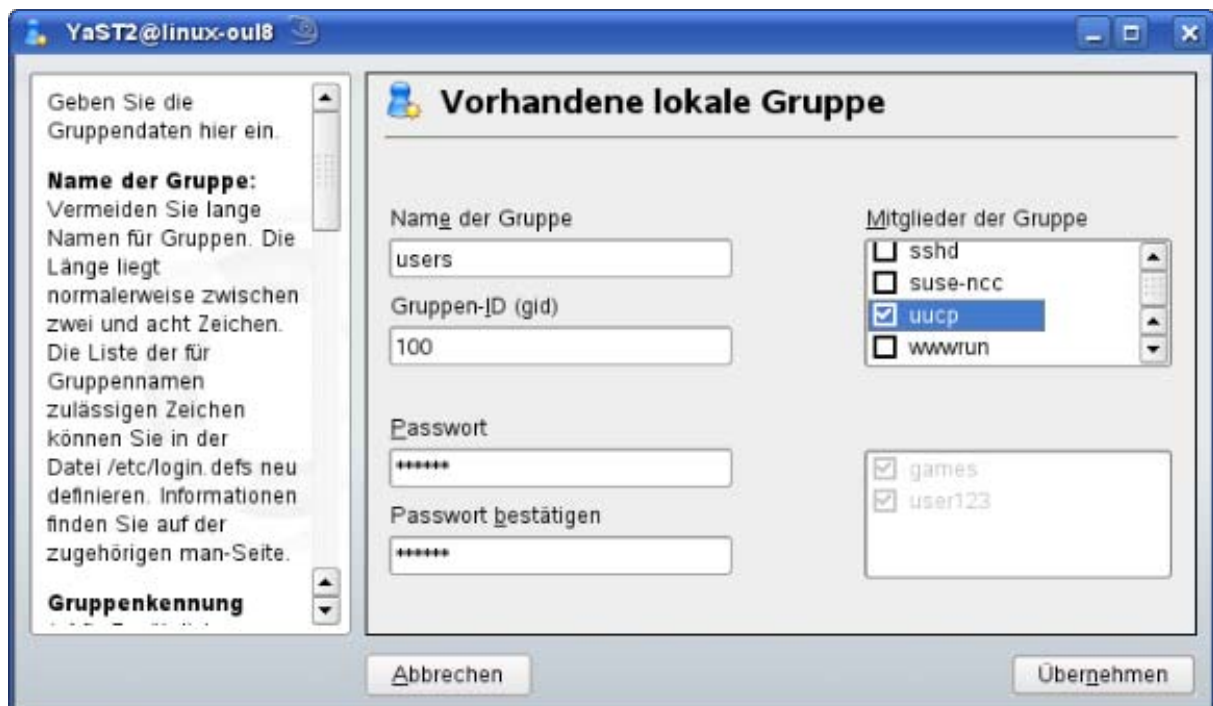 YaST2@linux-oul8
Geben Sie die
Gruppendaten hier ein.
Name der Gruppe:
Vermeiden Sie lange
Namen für Gruppen. Die
Länge liegt
normalerweise zwischen
zwei und acht Zeichen.
Die Liste der für
Gruppennamen
zulässigen Zeichen
können Sie in der
Datei /etc/login.defs neu
definieren. Informationen
finden Sie auf der
zugehörigen man-Seite.
Gruppenkennung
Vorhandene lokale Gruppe
Name der Gruppe
users
Gruppen-ID (gid)
100
Passwort
******
Passwort bestätigen
******
Mitglieder der Gruppe
sshd
suse-ncc
uucp
wwwrun
games
user123
Abbrechen
Übernehmen